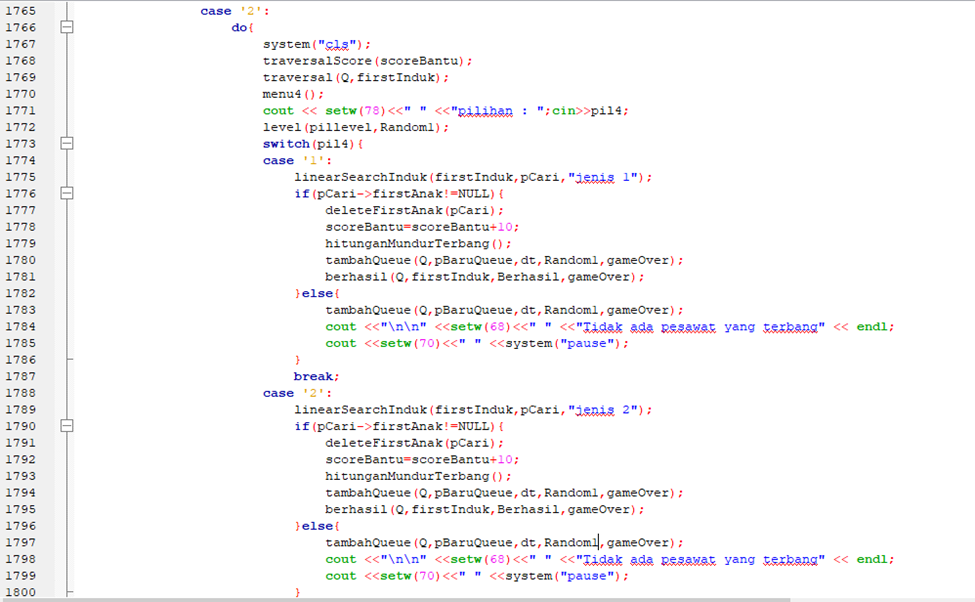 1765 case '2':
1766 do{
1767 system("cls");
1768 traversalScore(scoreBantu);
1769 traversal(Q,firstInduk);
1770 menu4();
1771 cout << setw(78)<<" " <<"pilihan : ";cin>>pil4;
1772 level(pillevel,Random1);
1773 switch(pil4){
1774 case '1':
1775 linearSearchInduk(firstInduk,pCari,"jenis 1");
1776 if(pCari->firstAnak!=NULL){
1777 deleteFirstAnak(pCari);
1778 scoreBantu=scoreBantu+10;
1779 hitunganMundurTerbang();
1780 tambahQueue(Q,pBaruQueue,dt,Random1,gameOver);
1781 berhasil(Q,firstInduk,Berhasil,gameOver);
1782 }else{
1783 tambahQueue(Q,pBaruQueue,dt,Random1,gameOver);
1784 cout <<"\n\n" <<setw(68)<<" " <<"Tidak ada pesawat yang terbang" << endl;
1785 cout <<setw(70)<<" " <<system("pause");
1786 }
1787 break;
1788 case '2':
1789 linearSearchInduk(firstInduk,pCari,"jenis 2");
1790 if(pCari->firstAnak!=NULL){
1791 deleteFirstAnak(pCari);
1792 scoreBantu=scoreBantu+10;
1793 hitunganMundurTerbang();
1794 tambahQueue(Q,pBaruQueue,dt,Random1,gameOver);
1795 berhasil(Q,firstInduk,Berhasil,gameOver);
1796 }else{
1797 tambahQueue(Q,pBaruQueue,dt,Random1,gameOver);
1798 cout <<"\n\n" <<setw(68)<<" " <<"Tidak ada pesawat yang terbang" << endl;
1799 cout <<setw(70)<<" " <<system("pause");
1800 }